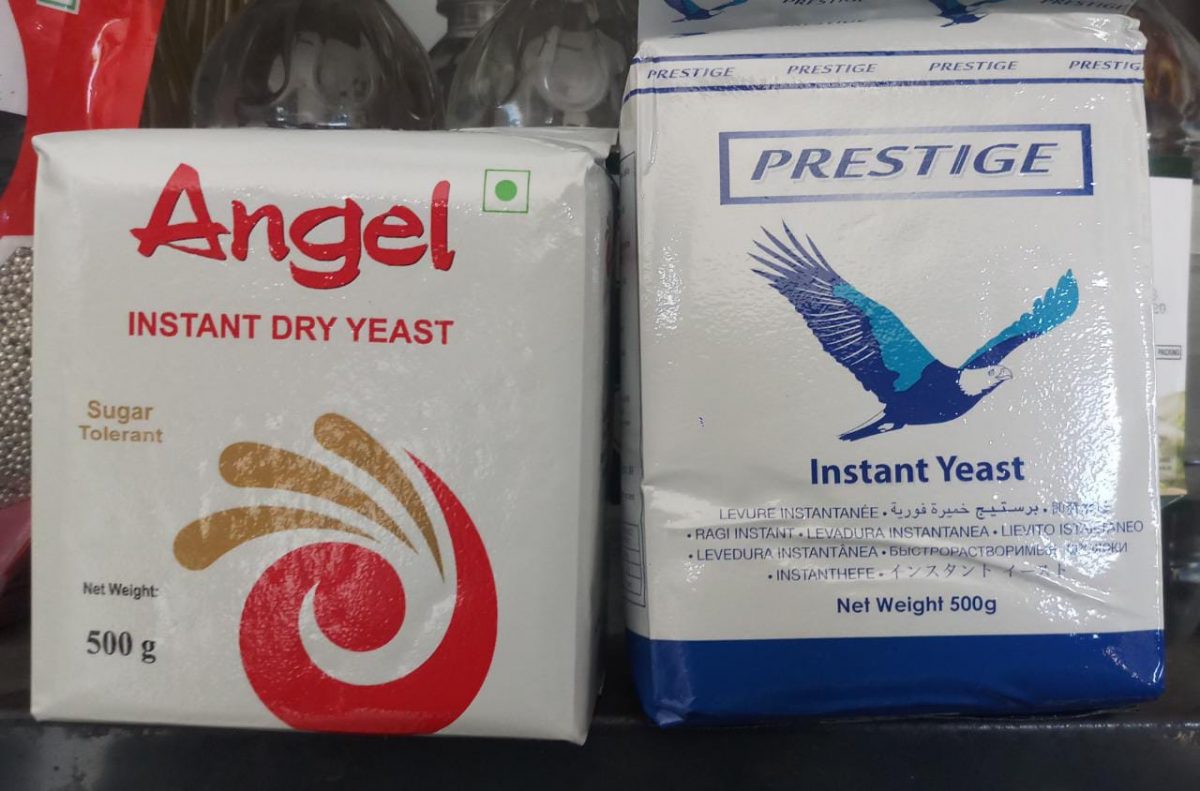 Angel
INSTANT DRY YEAST
Sugar
Tolerant
Net Weight:
500 g
PRESTIGE PRESTIGE PRESTIGE
PRESTIGE
Instant Yeast
LEVURE INSTANTANÉE • برستيج خميرة فورية •
• RAGI INSTANT • LEVADURA INSTANTANEA • LIEVITO
• LEVEDURA INSTANTÂNEA •
• INSTANTHEFE • インスタント イースト
Net Weight 500g
PACKING